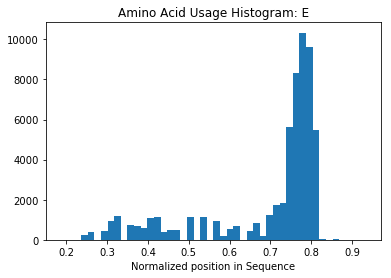 Amino Acid Usage Histogram: E
10000
8000
6000
4000
2000
0
0.2 0.3 0.4 0.5 0.6 0.7 0.8 0.9
Normalized position in Sequence